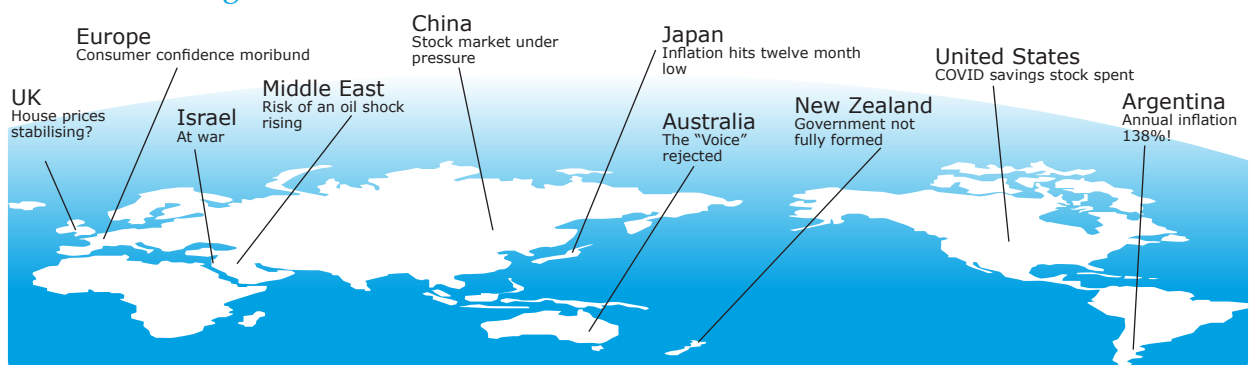 Europe
Consumer confidence moribund
China
Stock market under
pressure
Japan
Inflation hits twelve month
low
United States
COVID savings stock spent
UK
House prices
stabilising?
Israel
At war
Middle East
Risk of an oil shock
rising
Australia
The “Voice”
rejected
New Zealand
Government not
fully formed
Argentina
Annual inflation
138%!